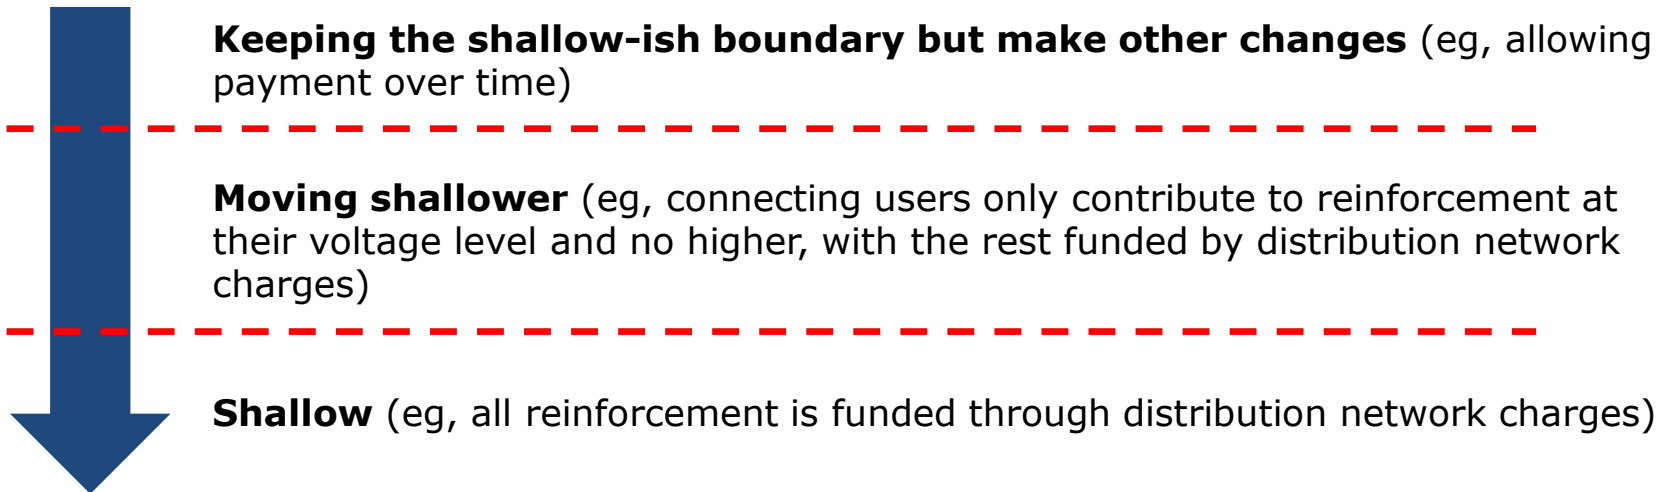 Keeping the shallow-ish boundary but make other changes (eg, allowing
payment over time)
Moving shallower (eg, connecting users only contribute to reinforcement at
their voltage level and no higher, with the rest funded by distribution network
charges)
Shallow (eg, all reinforcement is funded through distribution network charges)